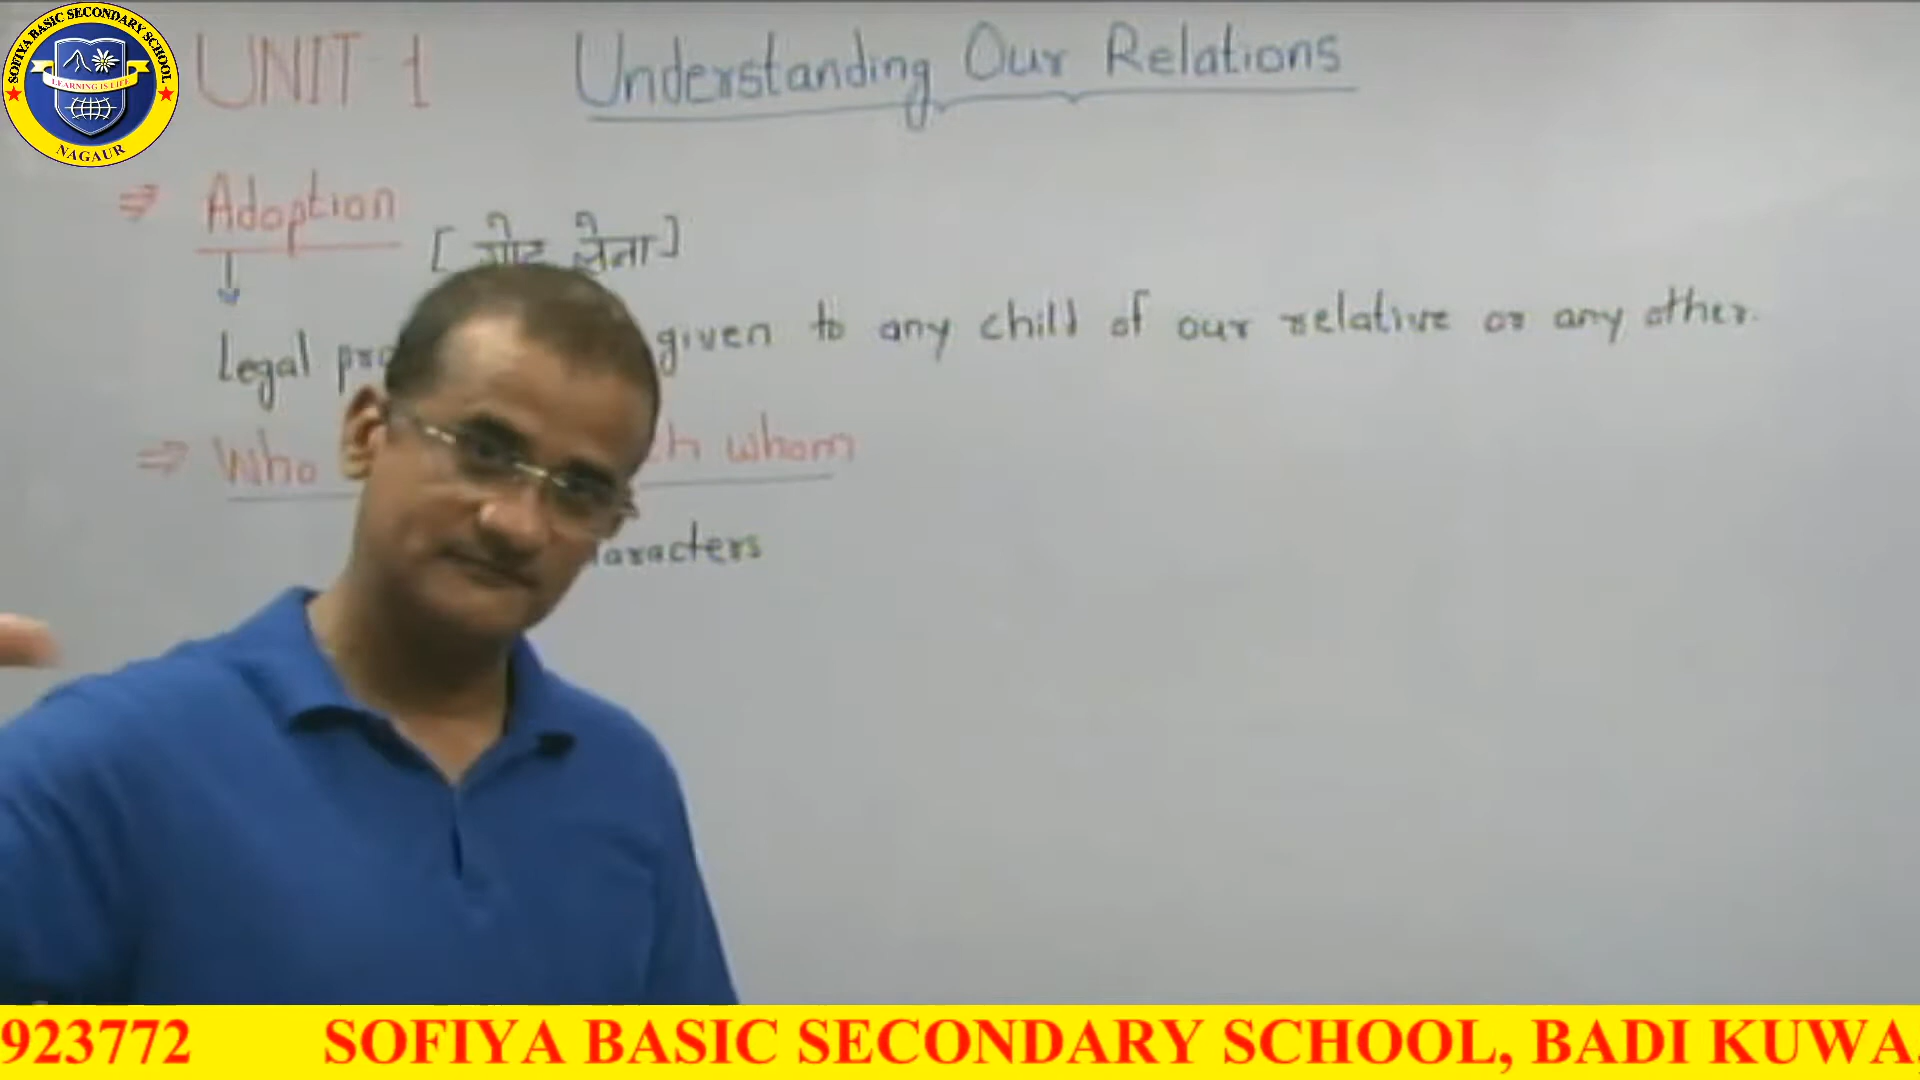 SOFIYA BASIC SECONDARY SCHOOL
LEARNING IS LIFE
NAGAUR
UNIT 1 Understanding Our Relations
⇒ Adoption
[ गोद लेना ]
Legal given to any child of our relative or any other.
⇒ Who whom
923772 SOFIYA BASIC SECONDARY SCHOOL, BADI KUWA,